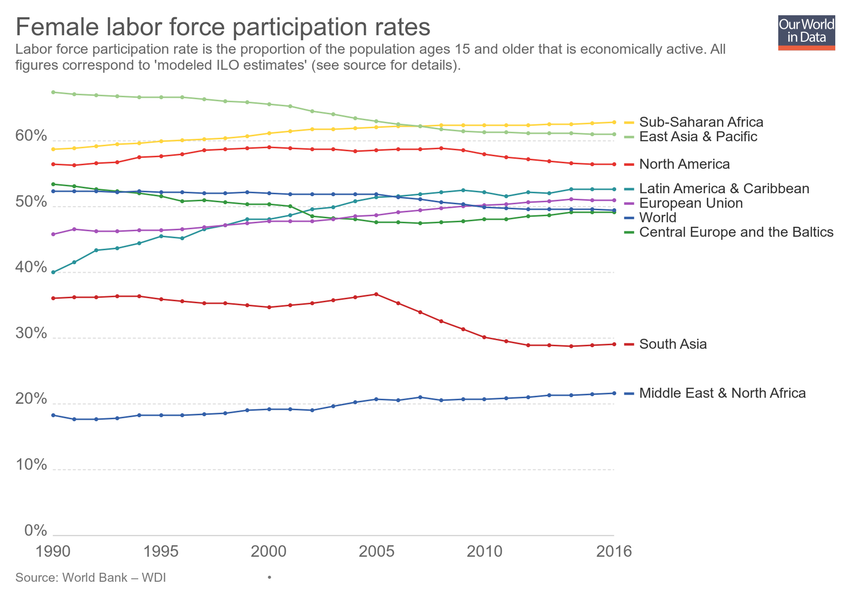 Female labor force participation rates
Our World
in Data
Labor force participation rate is the proportion of the population ages 15 and older that is economically active. All
figures correspond to 'modeled ILO estimates' (see source for details).
Sub-Saharan Africa
East Asia & Pacific
60%
North America
Latin America & Caribbean
European Union
50%
World
Central Europe and the Baltics
40%
30%
South Asia
Middle East & North Africa
20%
10%
0%
1990 1995 2000 2005 2010 2016
Source: World Bank – WDI